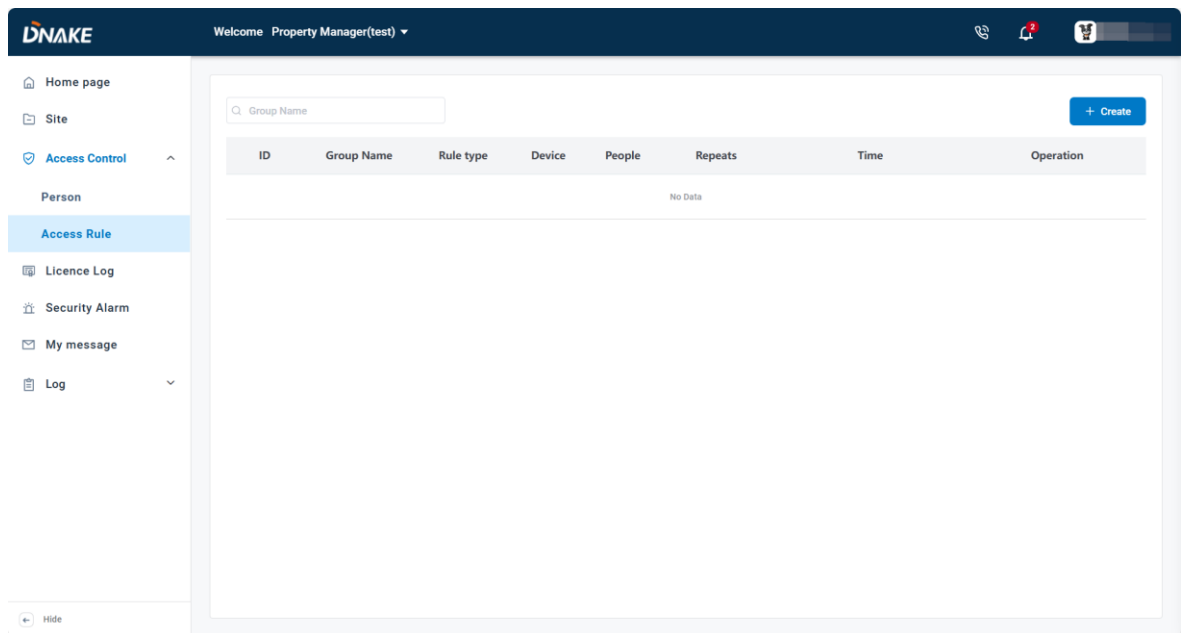 DNAKE
Welcome Property Manager(test)
2
Home page
Site
Access Control
Person
Access Rule
Licence Log
Security Alarm
My message
Log
Hide
Group Name
+ Create
ID Group Name Rule type Device People Repeats Time Operation
No Data